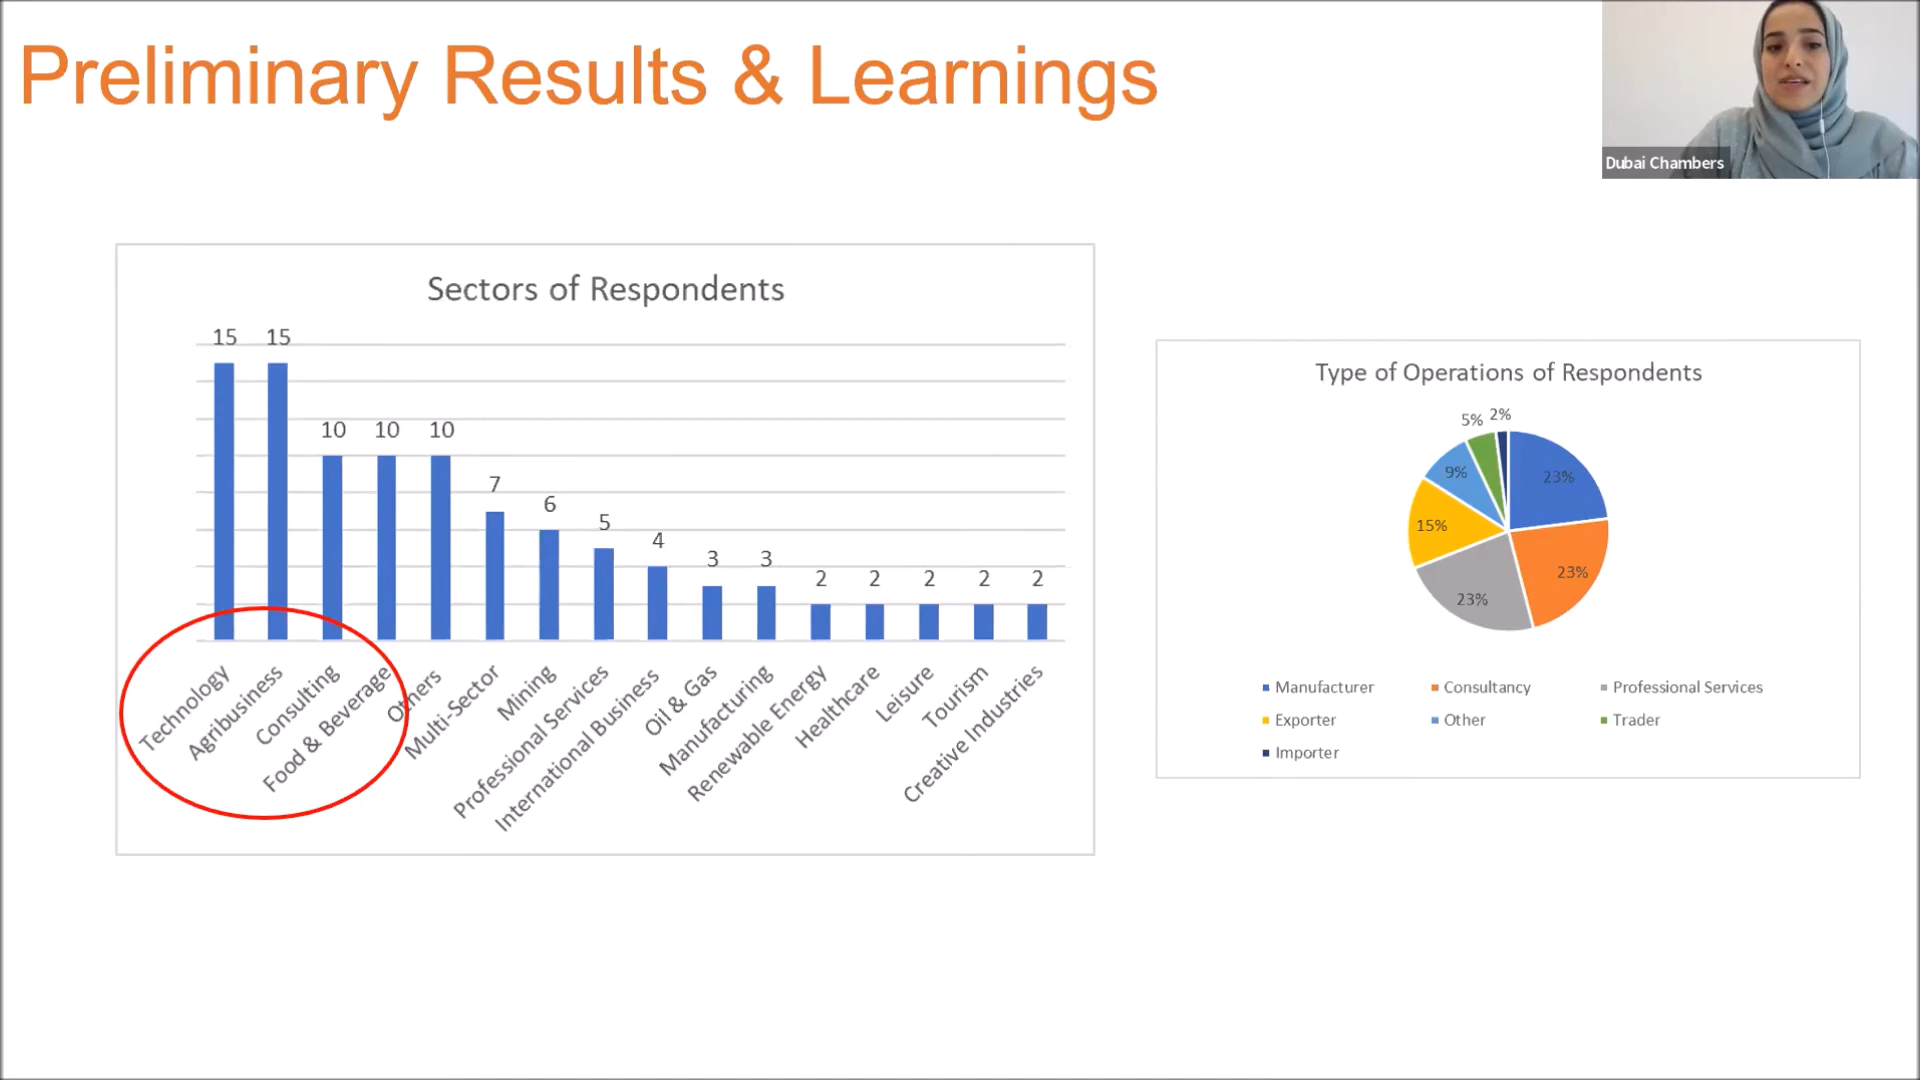 Preliminary Results & Learnings
Dubai Chambers
Sectors of Respondents
15
15
10
10
10
7
6
5
4
3
3
2
2
2
2
2
Technology
Agribusiness
Consulting
Food & Beverage
Others
Multi-Sector
Mining
Professional Services
International Business
Oil & Gas
Manufacturing
Renewable Energy
Healthcare
Leisure
Tourism
Creative Industries
Type of Operations of Respondents
5%
2%
9%
23%
15%
23%
23%
Manufacturer
Consultancy
Professional Services
Exporter
Other
Trader
Importer